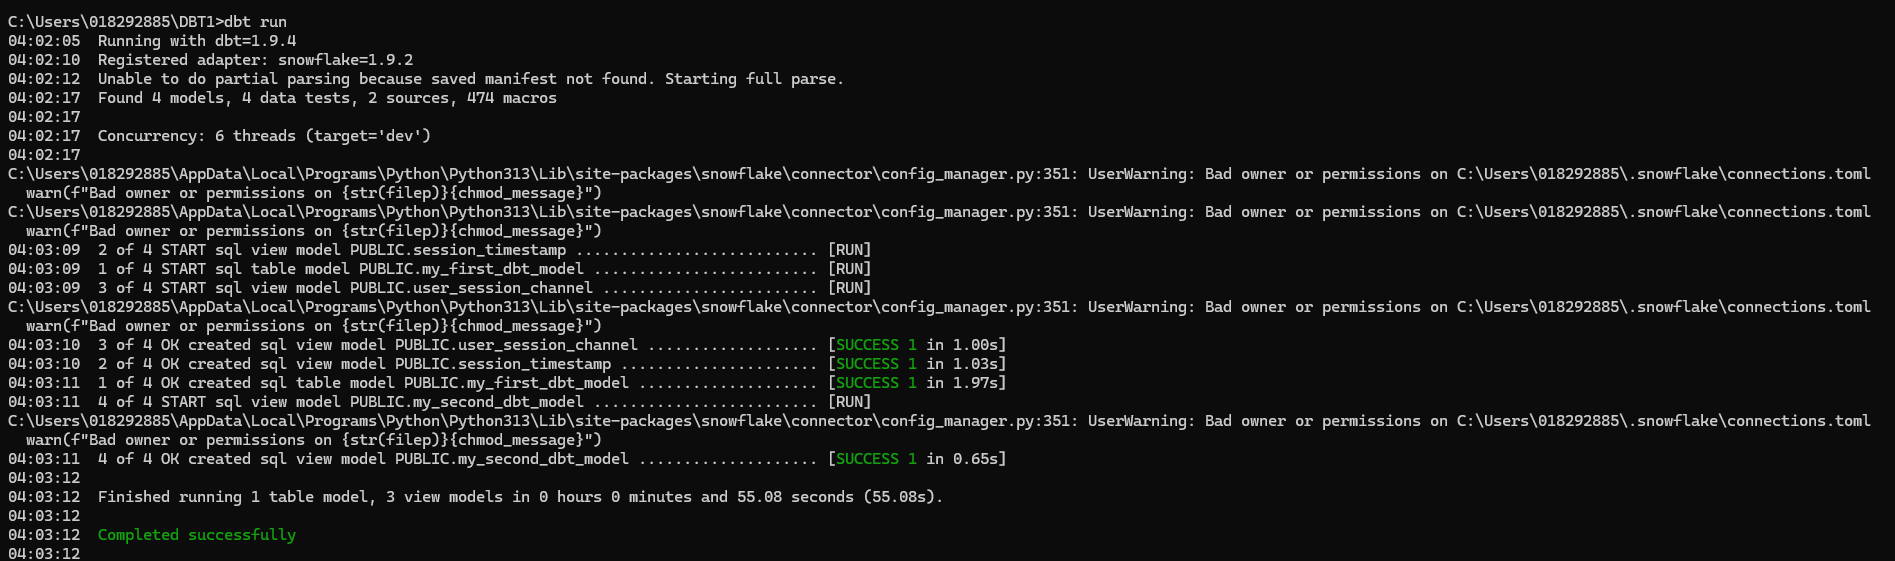 C:\Users\018292885\DBT1>dbt run
04:02:05  Running with dbt=1.9.4
04:02:10  Registered adapter: snowflake=1.9.2
04:02:12  Unable to do partial parsing because saved manifest not found. Starting full parse.
04:02:17  Found 4 models, 4 data tests, 2 sources, 474 macros
04:02:17
04:02:17  Concurrency: 6 threads (target='dev')
04:02:17
C:\Users\018292885\AppData\Local\Programs\Python\Python313\Lib\site-packages\snowflake\connector\config_manager.py:351: UserWarning: Bad owner or permissions on C:\Users\018292885\.snowflake\connections.toml
  warn(f"Bad owner or permissions on {str(filep)}{chmod_message}")
C:\Users\018292885\AppData\Local\Programs\Python\Python313\Lib\site-packages\snowflake\connector\config_manager.py:351: UserWarning: Bad owner or permissions on C:\Users\018292885\.snowflake\connections.toml
  warn(f"Bad owner or permissions on {str(filep)}{chmod_message}")
04:03:09  2 of 4 START sql view model PUBLIC.session_timestamp ........................... [RUN]
04:03:09  1 of 4 START sql table model PUBLIC.my_first_dbt_model ......................... [RUN]
04:03:09  3 of 4 START sql view model PUBLIC.user_session_channel ........................ [RUN]
C:\Users\018292885\AppData\Local\Programs\Python\Python313\Lib\site-packages\snowflake\connector\config_manager.py:351: UserWarning: Bad owner or permissions on C:\Users\018292885\.snowflake\connections.toml
  warn(f"Bad owner or permissions on {str(filep)}{chmod_message}")
04:03:10  3 of 4 OK created sql view model PUBLIC.user_session_channel ................... [SUCCESS 1 in 1.00s]
04:03:10  2 of 4 OK created sql view model PUBLIC.session_timestamp ...................... [SUCCESS 1 in 1.03s]
04:03:11  1 of 4 OK created sql table model PUBLIC.my_first_dbt_model .................... [SUCCESS 1 in 1.97s]
04:03:11  4 of 4 START sql view model PUBLIC.my_second_dbt_model ......................... [RUN]
C:\Users\018292885\AppData\Local\Programs\Python\Python313\Lib\site-packages\snowflake\connector\config_manager.py:351: UserWarning: Bad owner or permissions on C:\Users\018292885\.snowflake\connections.toml
  warn(f"Bad owner or permissions on {str(filep)}{chmod_message}")
04:03:11  4 of 4 OK created sql view model PUBLIC.my_second_dbt_model .................... [SUCCESS 1 in 0.65s]
04:03:12
04:03:12  Finished running 1 table model, 3 view models in 0 hours 0 minutes and 55.08 seconds (55.08s).
04:03:12
04:03:12  Completed successfully
04:03:12